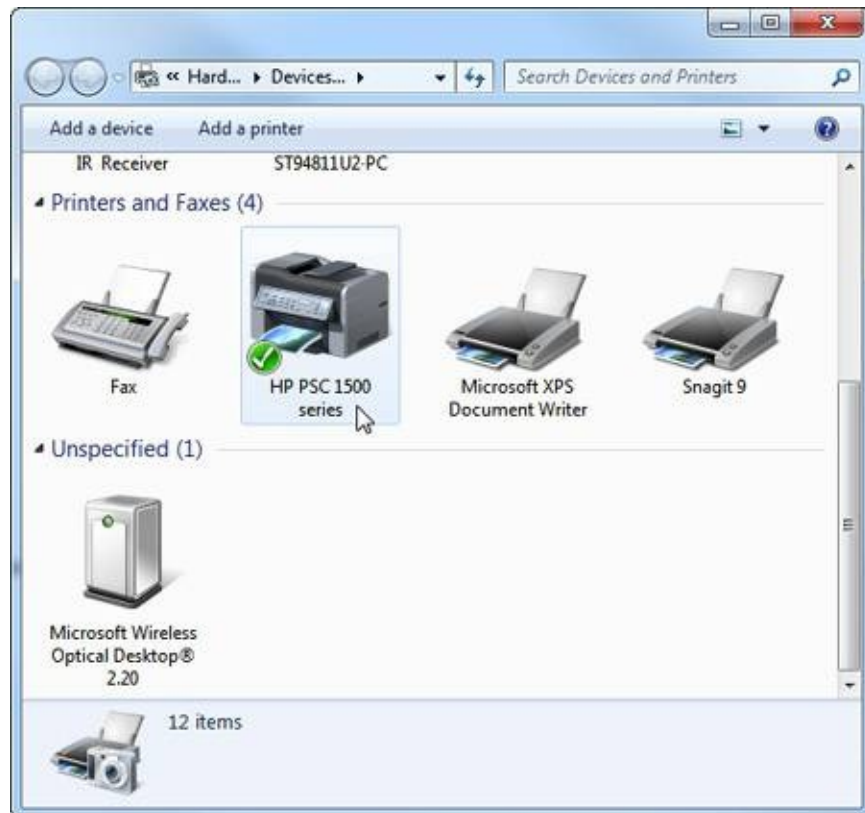 « Hard... ▸ Devices... ▸
Search Devices and Printers
Add a device Add a printer
IR Receiver ST94811U2-PC
Printers and Faxes (4)
Fax
HP PSC 1500
series
Microsoft XPS
Document Writer
Snagit 9
Unspecified (1)
Microsoft Wireless
Optical Desktop®
2.20
12 items